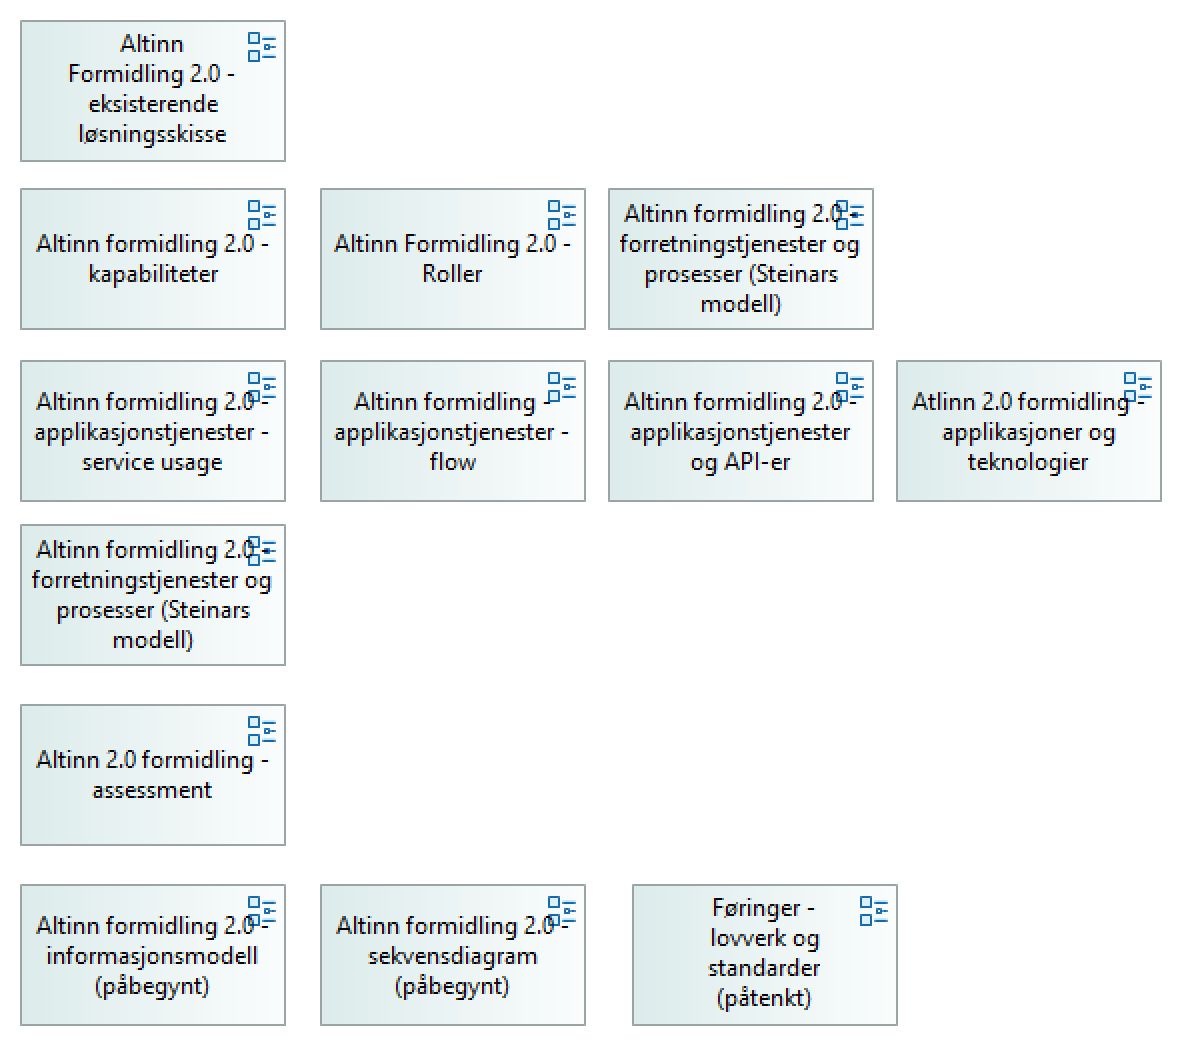 Altinn
Formidling 2.0 -
eksisterende
løsningsskisse
Altinn formidling 2.0 -
kapabiliteter
Altinn Formidling 2.0 -
Roller
Altinn formidling 2.0 -
forretningstjenester og
prosesser (Steinars
modell)
Altinn formidling 2.0 -
applikasjonstjenester -
service usage
Altinn formidling -
applikasjonstjenester -
flow
Altinn formidling 2.0 -
applikasjonstjenester
og API-er
Atlinn 2.0 formidling -
applikasjoner og
teknologier
Altinn formidling 2.0 -
forretningstjenester og
prosesser (Steinars
modell)
Altinn 2.0 formidling -
assessment
Altinn formidling 2.0 -
informasjonsmodell
(påbegynt)
Altinn formidling 2.0 -
sekvensdiagram
(påbegynt)
Føringer -
lovverk og
standarder
(påtenkt)